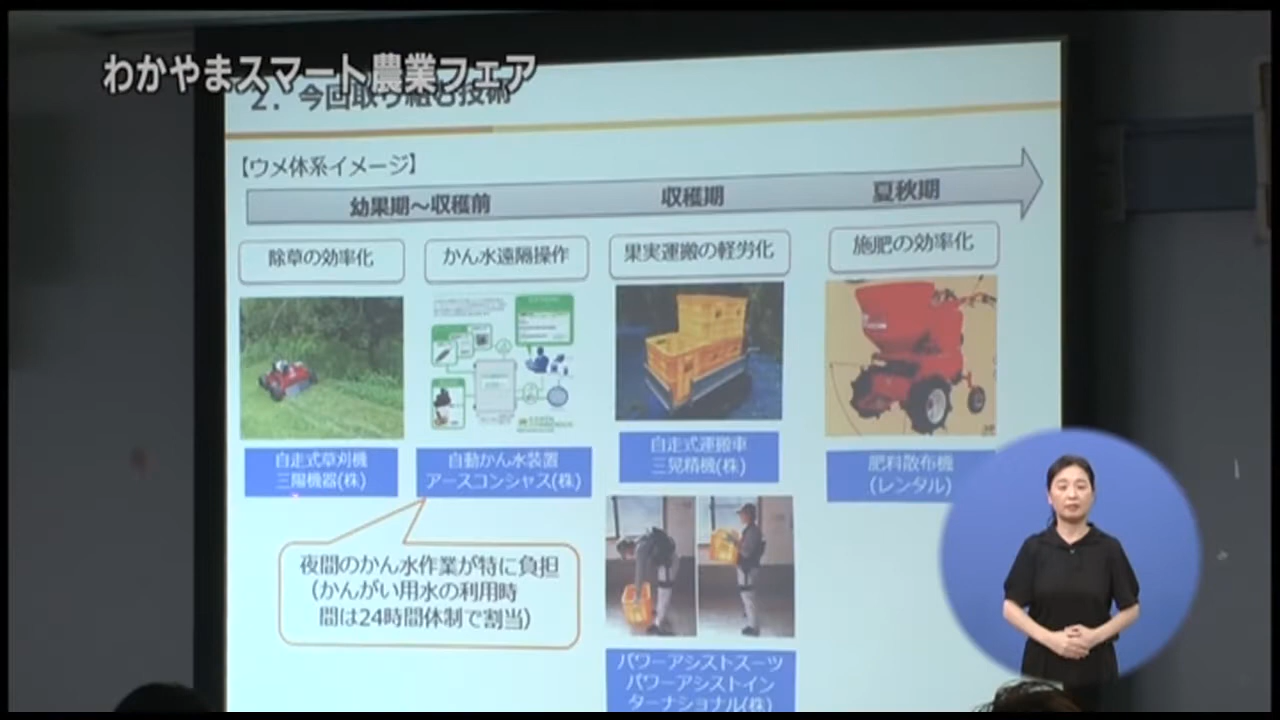 わかやまスマート農業フェア
2．今回取り組む技術
【ウメ体系イメージ】
幼果期～収穫前
収穫期
夏秋期
除草の効率化
かん水遠隔操作
果実運搬の軽労化
施肥の効率化
自走式草刈機
三陽機器(株)
自動かん水装置
アースコンシャス(株)
自走式運搬車
三晃精機(株)
肥料散布機
(レンタル)
夜間のかん水作業が特に負担
(かんがい用水の利用時
間は24時間体制で割当)
パワーアシストスーツ
パワーアシストイン
ターナショナル(株)